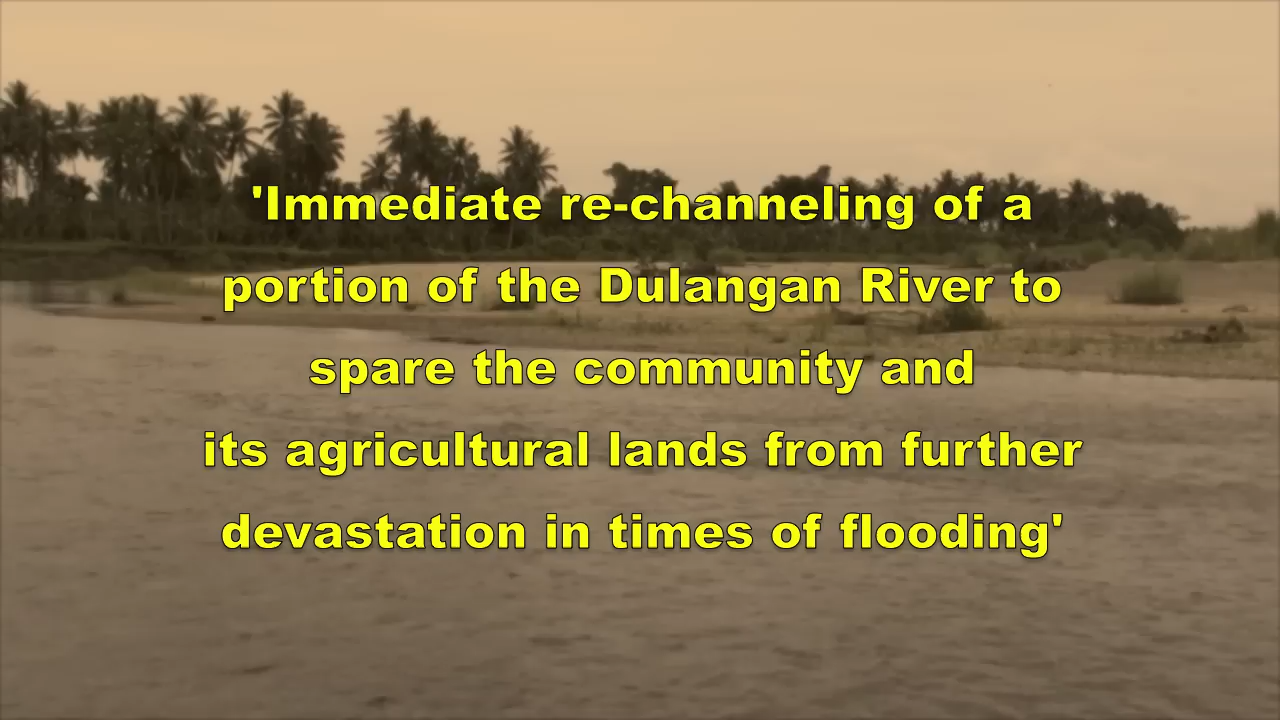 'Immediate re-channeling of a
portion of the Dulangan River to
spare the community and
its agricultural lands from further
devastation in times of flooding'